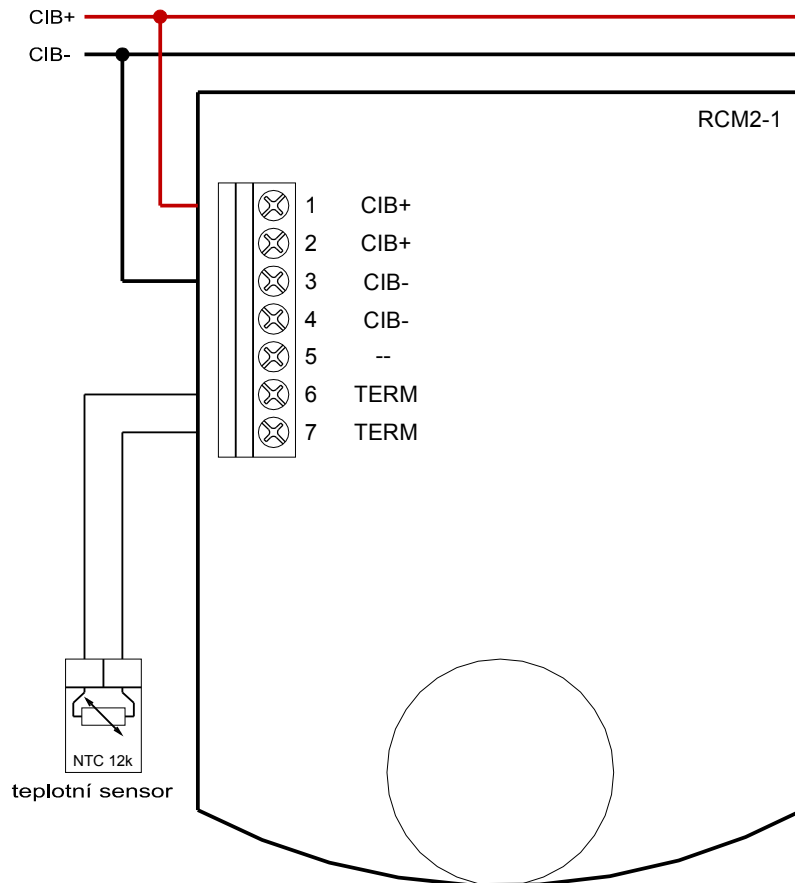 CIB+
CIB-
RCM2-1
1 CIB+
2 CIB+
3 CIB-
4 CIB-
5 --
6 TERM
7 TERM
NTC 12k
teplotní sensor